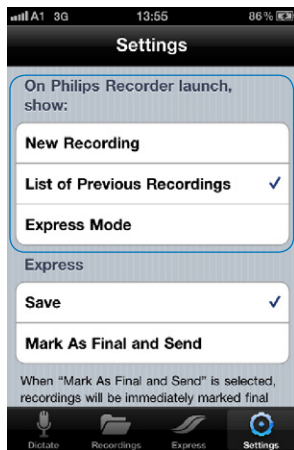 A1 3G 13:55 86%
Settings
On Philips Recorder launch,
show:
New Recording
List of Previous Recordings
Express Mode
Express
Save
Mark As Final and Send
When "Mark As Final and Send" is selected,
recordings will be immediately marked final
Dictate Recordings Express Settings